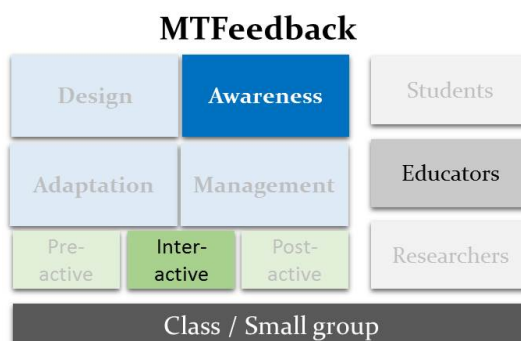 MTFeedback
Design
Awareness
Students
Adaptation
Management
Educators
Pre-
active
Inter-
active
Post-
active
Researchers
Class / Small group